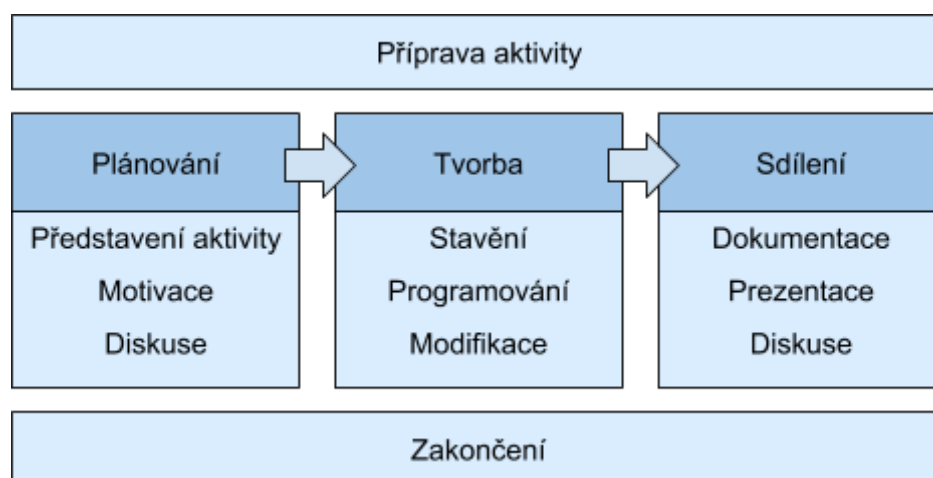 Příprava aktivity
Plánování
Představení aktivity
Motivace
Diskuse
Tvorba
Stavění
Programování
Modifikace
Sdílení
Dokumentace
Prezentace
Diskuse
Zakončení